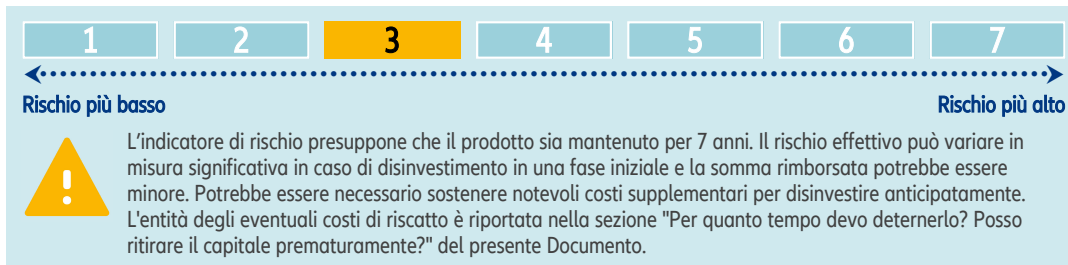 1 2 3 4 5 6 7
Rischio più basso Rischio più alto
L'indicatore di rischio presuppone che il prodotto sia mantenuto per 7 anni. Il rischio effettivo può variare in
misura significativa in caso di disinvestimento in una fase iniziale e la somma rimborsata potrebbe essere
minore. Potrebbe essere necessario sostenere notevoli costi supplementari per disinvestire anticipatamente.
L'entità degli eventuali costi di riscatto è riportata nella sezione "Per quanto tempo devo deternerlo? Posso
ritirare il capitale prematuramente?" del presente Documento.